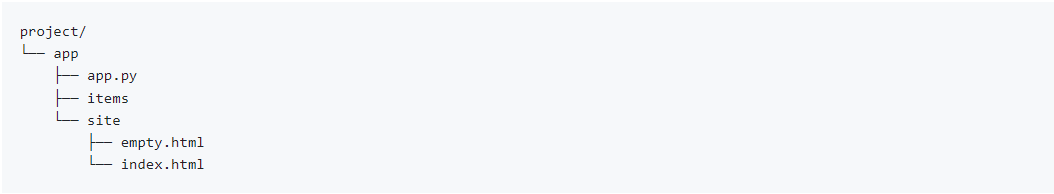 project/
└── app
    ├── app.py
    ├── items
    └── site
        ├── empty.html
        └── index.html